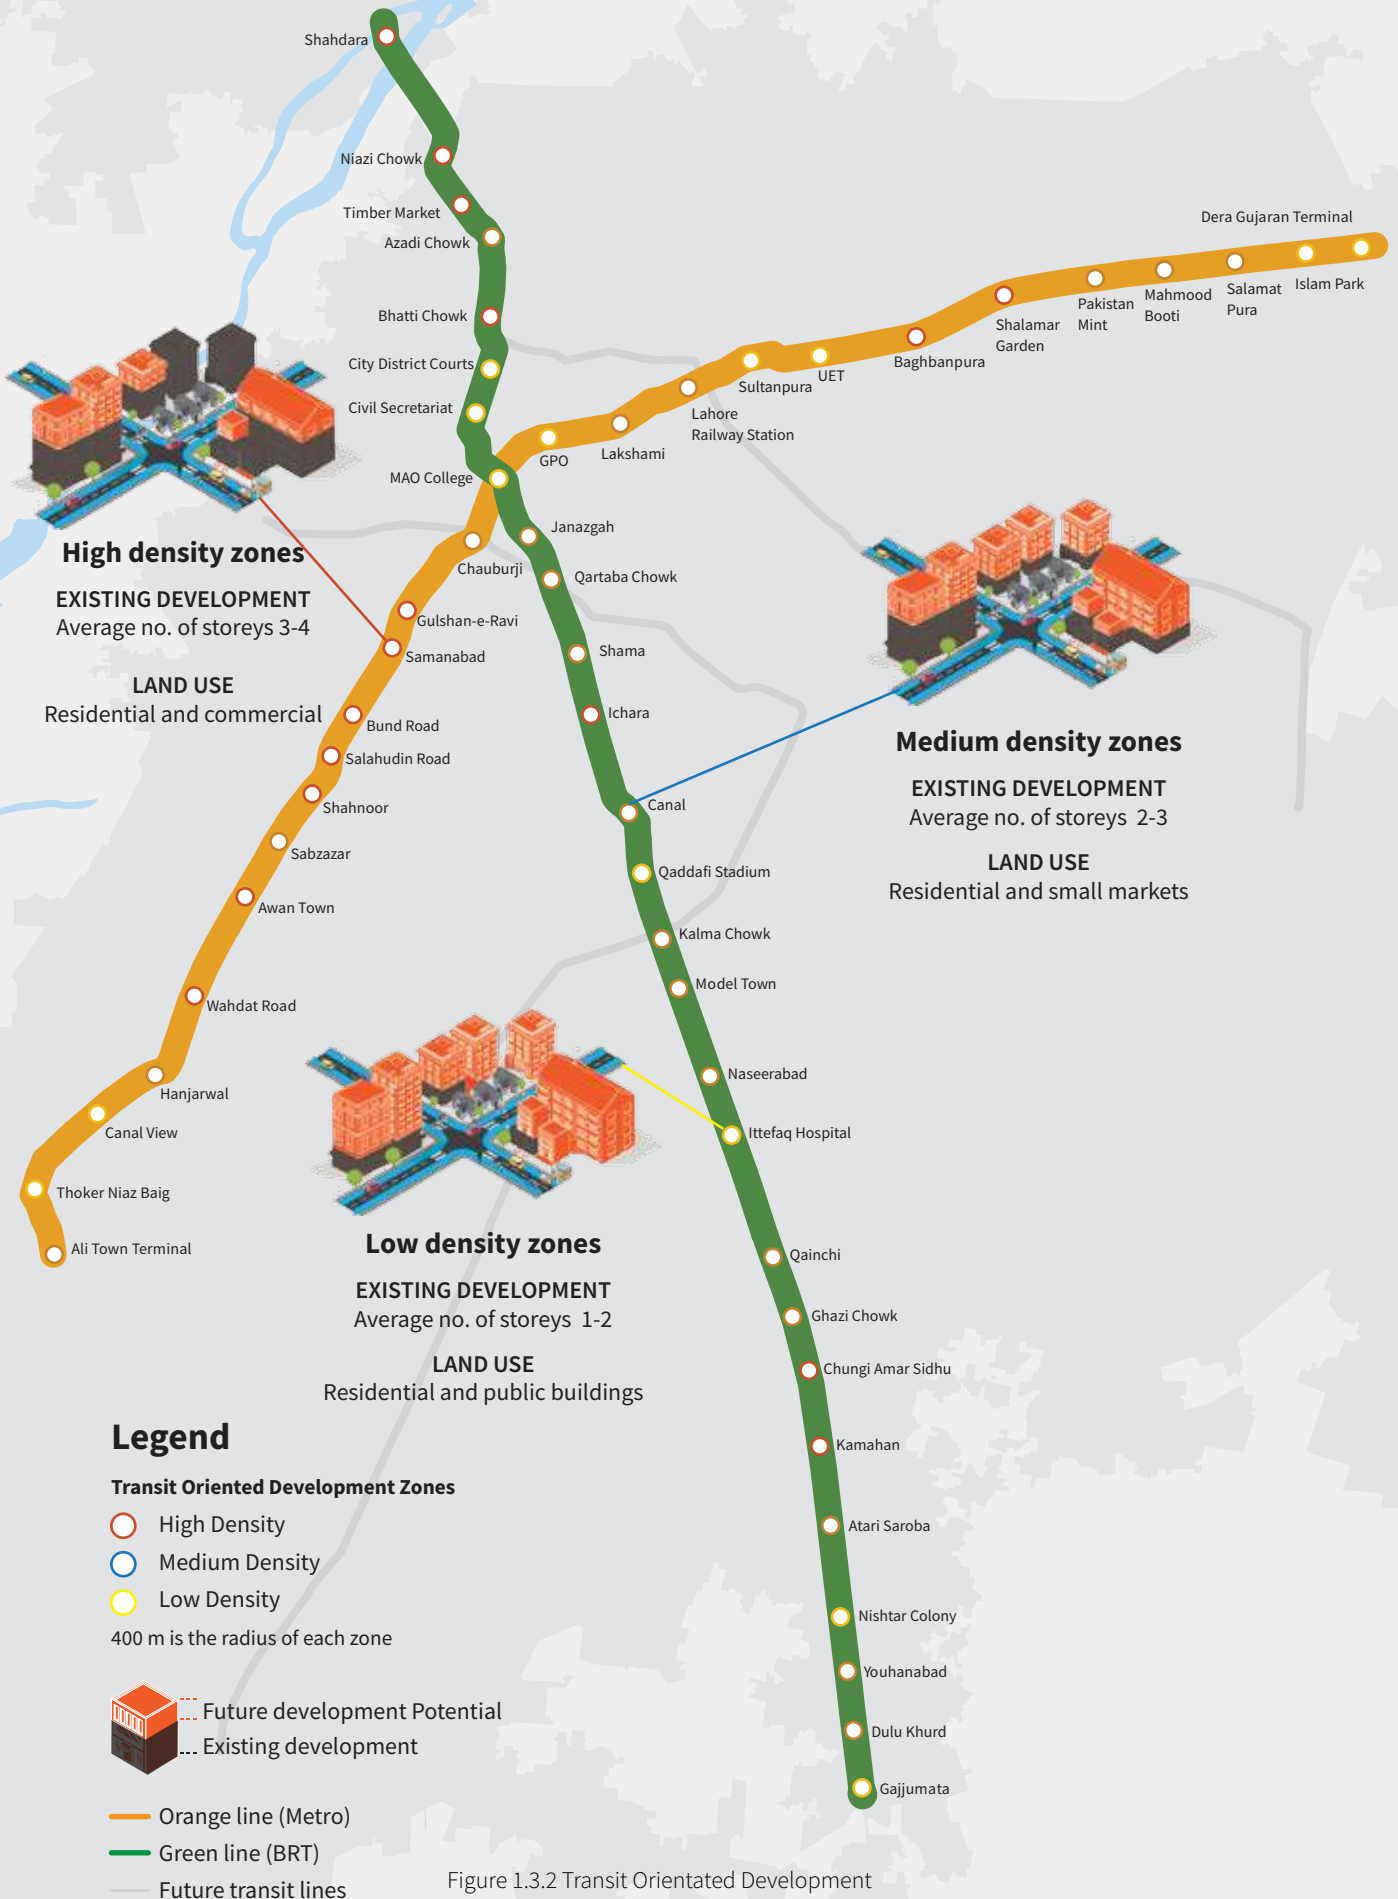 Shahdara
Niazi Chowk
Timber Market
Azadi Chowk
Bhatti Chowk
City District Courts
Civil Secretariat
MAO College
Dera Gujaran Terminal
Islam Park
Salamat
Pura
Mahmood
Booti
Pakistan
Mint
Shalamar
Garden
Baghbanpura
UET
Sultanpura
Lahore
Railway Station
Lakshami
GPO
Janazgah
Chauburji
Qartaba Chowk
Gulshan-e-Ravi
Samanabad
Shama
Ichara
Bund Road
Salahudin Road
Shahnoor
Canal
Sabzazar
Qaddafi Stadium
Awan Town
Kalma Chowk
Model Town
Wahdat Road
Naseerabad
Hanjarwal
Canal View
Ittefaq Hospital
Thoker Niaz Baig
Ali Town Terminal
Qainchi
Ghazi Chowk
Chungi Amar Sidhu
Kamahan
Atari Saroba
Nishtar Colony
Youhanabad
Dulu Khurd
Gajjumata
High density zones
EXISTING DEVELOPMENT
Average no. of storeys 3-4
LAND USE
Residential and commercial
Medium density zones
EXISTING DEVELOPMENT
Average no. of storeys 2-3
LAND USE
Residential and small markets
Low density zones
EXISTING DEVELOPMENT
Average no. of storeys 1-2
LAND USE
Residential and public buildings
Legend
Transit Oriented Development Zones
High Density
Medium Density
Low Density
400 m is the radius of each zone
Future development Potential
Existing development
Orange line (Metro)
Green line (BRT)
Future transit lines
Figure 1.3.2 Transit Orientated Development